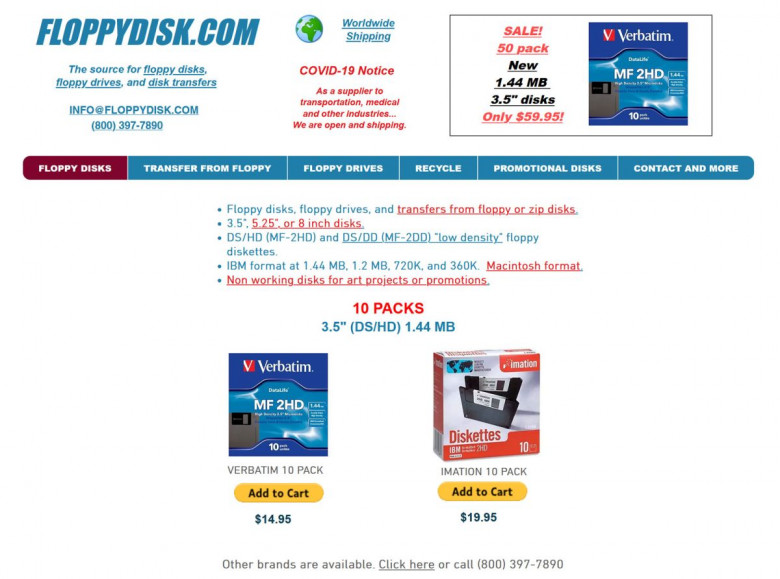 FLOPPYDISK.COM
The source for floppy disks,
floppy drives, and disk transfers
INFO@FLOPPYDISK.COM
(800) 397-7890
Worldwide
Shipping
COVID-19 Notice
As a supplier to
transportation, medical
and other industries...
We are open and shipping.
SALE!
50 pack
New
1.44 MB
3.5" disks
Only $59.95!
Verbatim.
DataLife
MF 2HD
1.44
10
FLOPPY DISKS
TRANSFER FROM FLOPPY
FLOPPY DRIVES
RECYCLE
PROMOTIONAL DISKS
CONTACT AND MORE
• Floppy disks, floppy drives, and transfers from floppy or zip disks.
• 3.5", 5.25", or 8 inch disks.
• DS/HD (MF-2HD) and DS/DD (MF-2DD) "low density" floppy
diskettes.
• IBM format at 1.44 MB, 1.2 MB, 720K, and 360K. Macintosh format.
• Non working disks for art projects or promotions.
10 PACKS
3.5" (DS/HD) 1.44 MB
Verbatim.
DataLife
MF 2HD
1.44
10
VERBATIM 10 PACK
Add to Cart
$14.95
imation
Diskettes
IBM
2HD
10
IMATION 10 PACK
Add to Cart
$19.95
Other brands are available. Click here or call (800) 397-7890